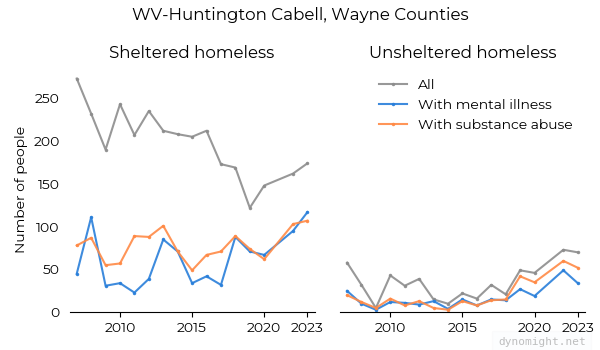 WV-Huntington Cabell, Wayne Counties
Sheltered homeless
Unsheltered homeless
Number of people
250
200
150
100
50
0
2010
2015
2020
2023
All
With mental illness
With substance abuse
2010
2015
2020
2023
dynomight.net